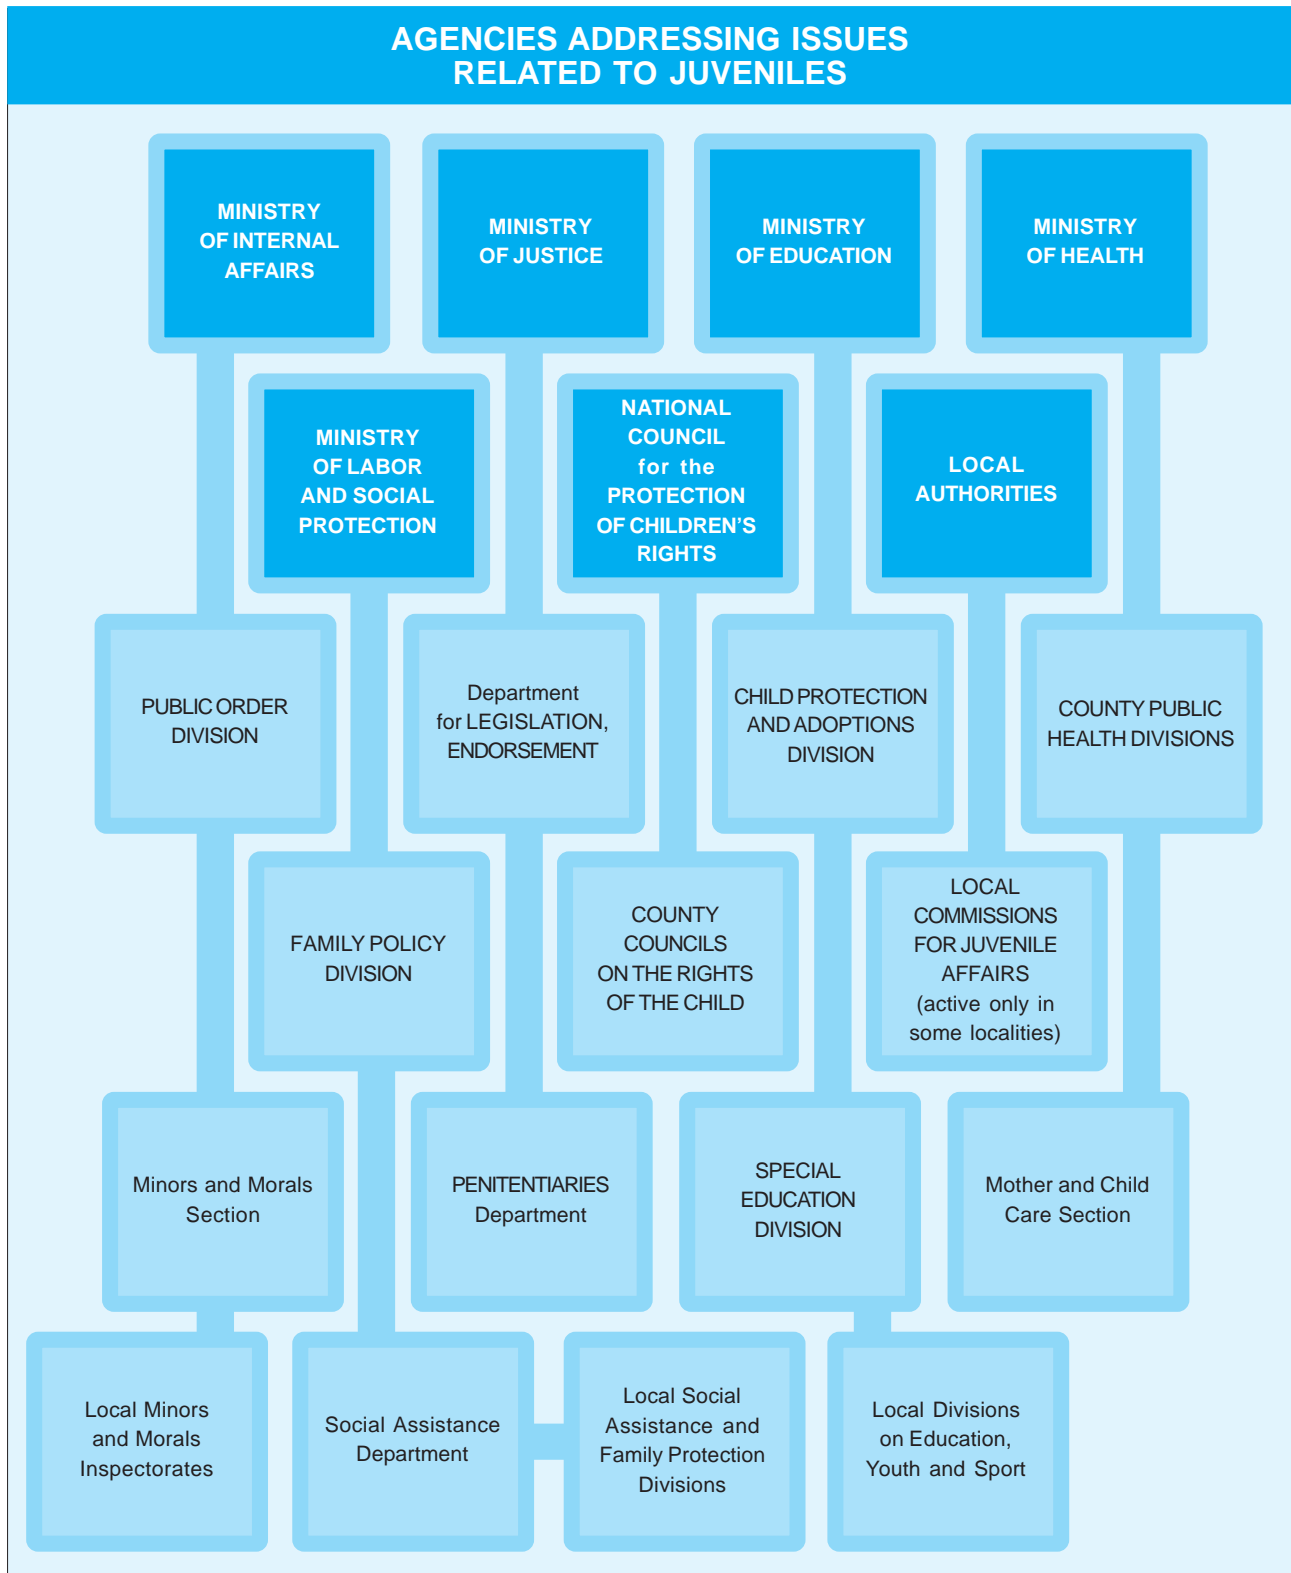 AGENCIES ADDRESSING ISSUES
RELATED TO JUVENILES
MINISTRY
OF INTERNAL
AFFAIRS
MINISTRY
OF JUSTICE
MINISTRY
OF EDUCATION
MINISTRY
OF HEALTH
MINISTRY
OF LABOR
AND SOCIAL
PROTECTION
NATIONAL
COUNCIL
for the
PROTECTION
OF CHILDREN'S
RIGHTS
LOCAL
AUTHORITIES
PUBLIC ORDER
DIVISION
Department
for LEGISLATION,
ENDORSEMENT
CHILD PROTECTION
AND ADOPTIONS
DIVISION
COUNTY PUBLIC
HEALTH DIVISIONS
FAMILY POLICY
DIVISION
COUNTY
COUNCILS
ON THE RIGHTS
OF THE CHILD
LOCAL
COMMISSIONS
FOR JUVENILE
AFFAIRS
(active only in
some localities)
Minors and Morals
Section
PENITENTIARIES
Department
SPECIAL
EDUCATION
DIVISION
Mother and Child
Care Section
Local Minors
and Morals
Inspectorates
Social Assistance
Department
Local Social
Assistance and
Family Protection
Divisions
Local Divisions
on Education,
Youth and Sport